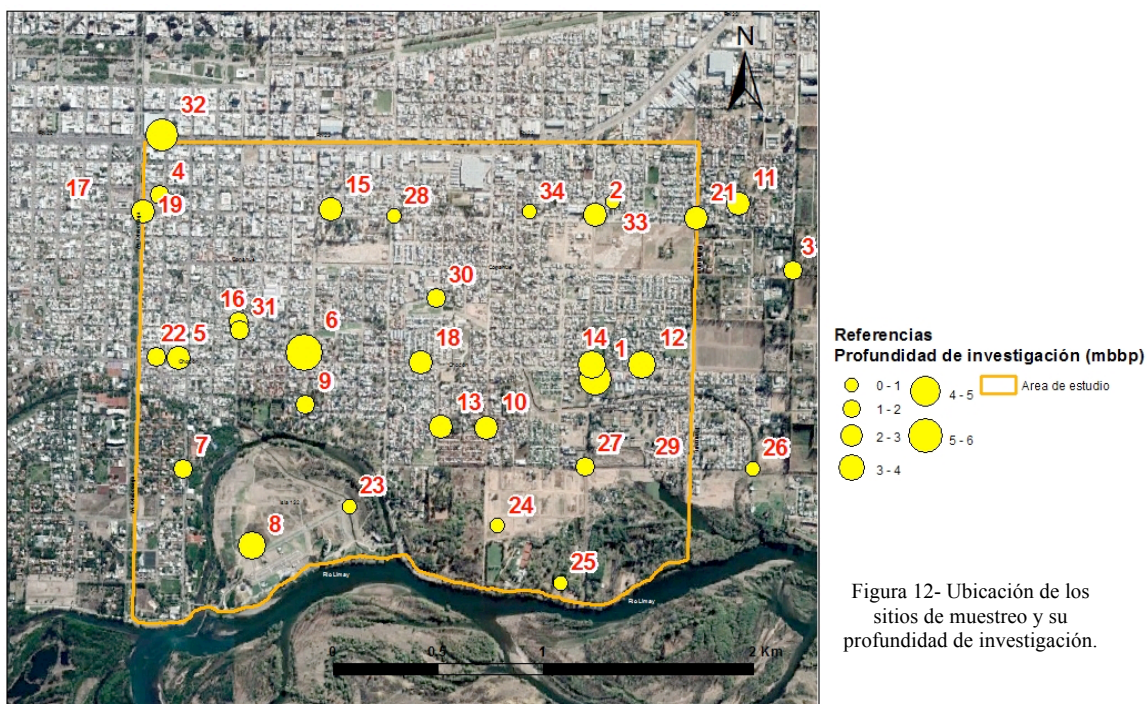 N
32
4
17
19
15
28
34
2
33
21
11
3
30
16
31
22
5
6
9
18
14
1
12
13
10
7
27
29
26
23
24
8
25
Rio Limay
Rio Limay
0
0.5
1
2 Km
Referencias
Profundidad de investigación (mbbp)
0 - 1
1 - 2
2 - 3
3 - 4
4 - 5
5 - 6
Area de estudio
Figura 12- Ubicación de los
sitios de muestreo y su
profundidad de investigación.